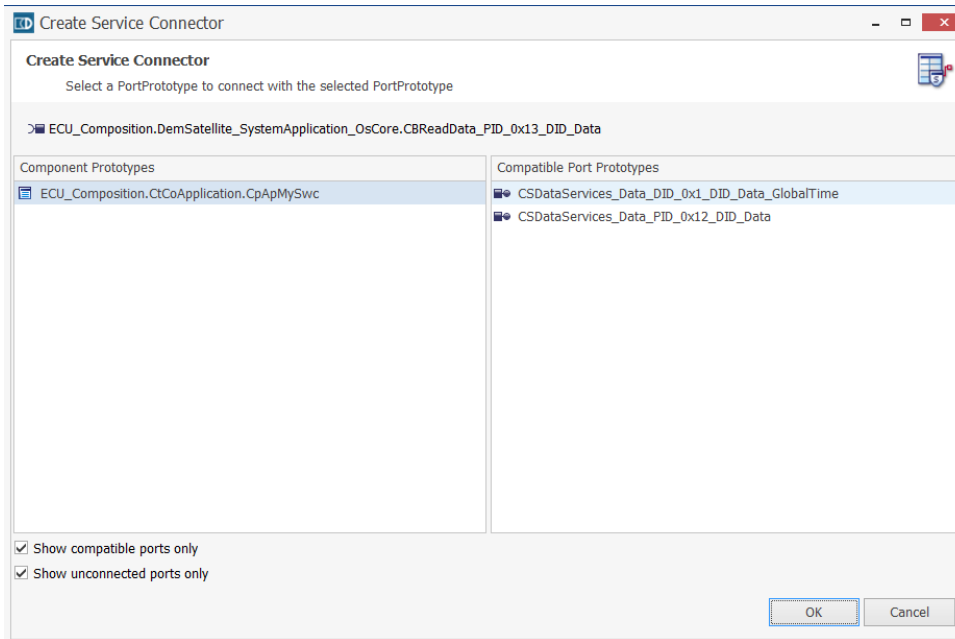 Create Service Connector
Create Service Connector
Select a PortPrototype to connect with the selected PortPrototype
ECU_Composition.DemSatellite_SystemApplication_OsCore.CBReadData_PID_0x13_DID_Data
Component Prototypes
ECU_Composition.CtCoApplication.CpApMySwc
Compatible Port Prototypes
CSDataServices_Data_DID_0x1_DID_Data_GlobalTime
CSDataServices_Data_PID_0x12_DID_Data
Show compatible ports only
Show unconnected ports only
OK
Cancel